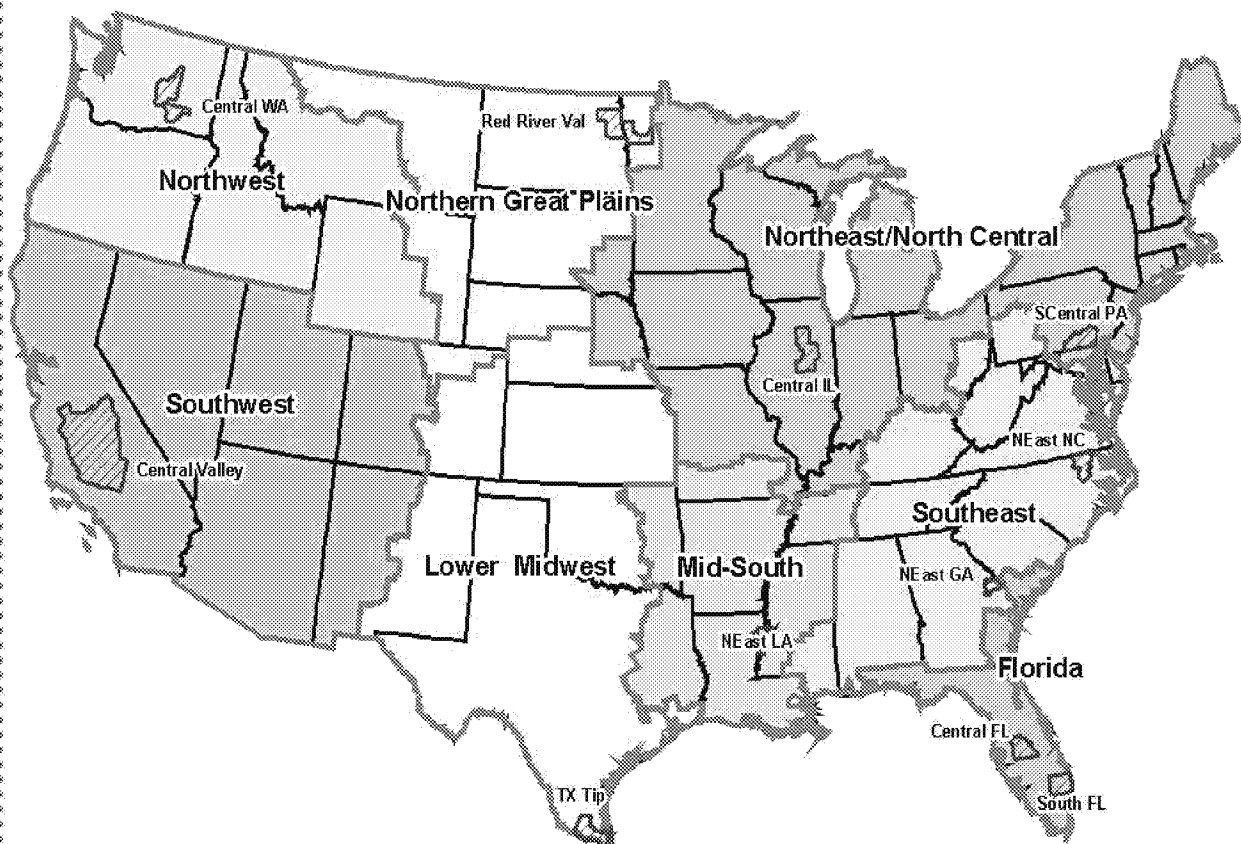 Central WA
Red River Val
Northwest
Northern Great Plains
Northeast/North Central
SCentral PA
Central IL
Southwest
NEast NC
Central Valley
Southeast
Lower Midwest
Mid-South
NEast GA
NEast LA
Florida
Central FL
TX Tip
South FL